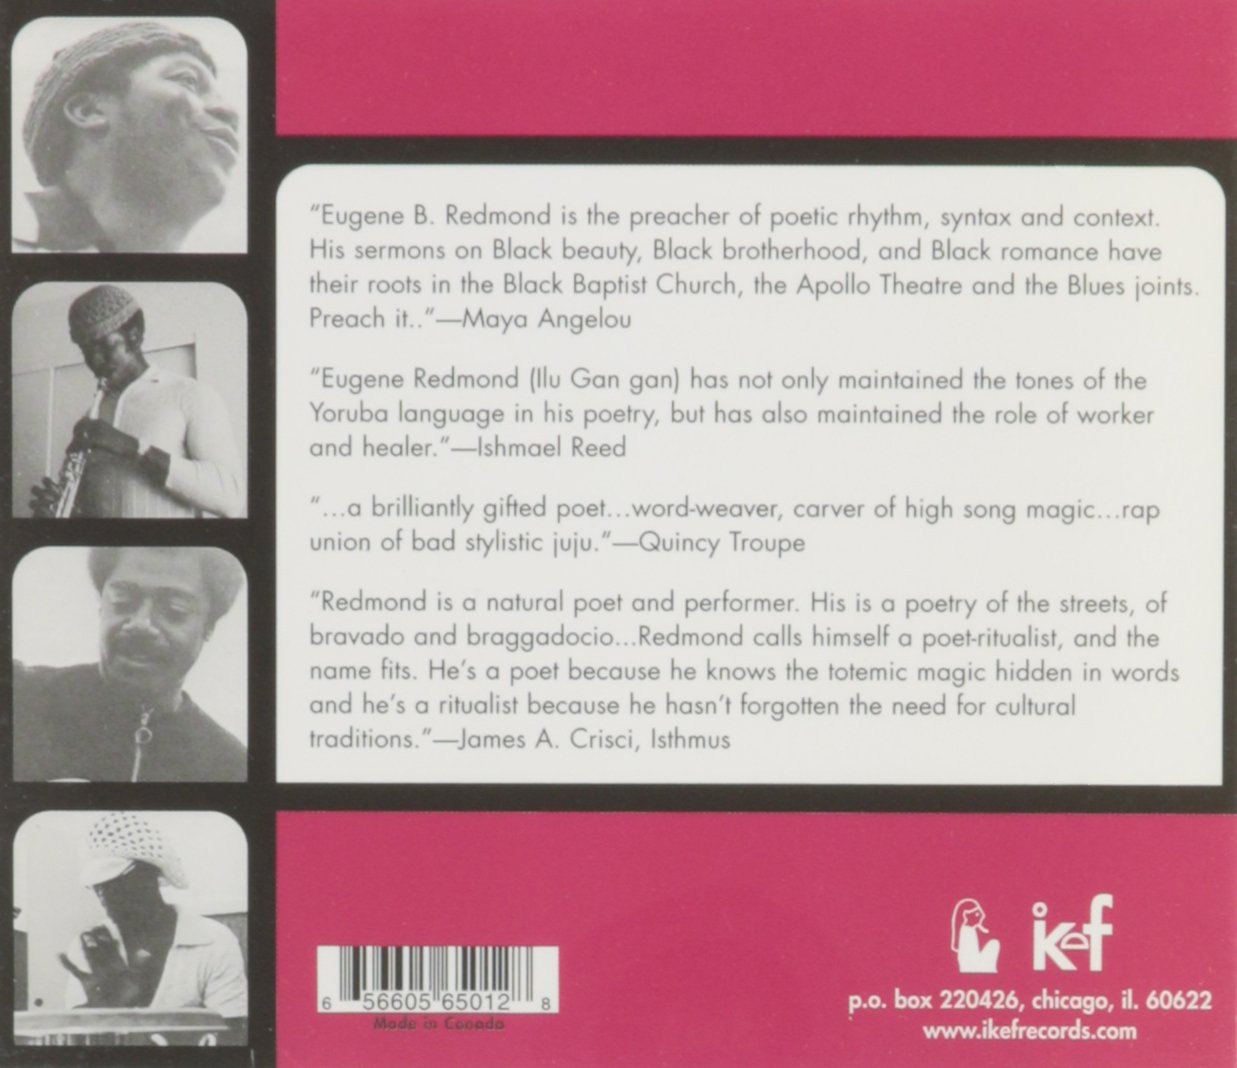 “Eugene B. Redmond is the preacher of poetic rhythm, syntax and context.
His sermons on Black beauty, Black brotherhood, and Black romance have
their roots in the Black Baptist Church, the Apollo Theatre and the Blues joints.
Preach it..”—Maya Angelou
“Eugene Redmond (Ilu Gan gan) has not only maintained the tones of the
Yoruba language in his poetry, but has also maintained the role of worker
and healer.”—Ishmael Reed
“...a brilliantly gifted poet...word-weaver, carver of high song magic...rap
union of bad stylistic juju.”—Quincy Troupe
“Redmond is a natural poet and performer. His is a poetry of the streets, of
bravado and braggadocio...Redmond calls himself a poet-ritualist, and the
name fits. He’s a poet because he knows the totemic magic hidden in words
and he’s a ritualist because he hasn’t forgotten the need for cultural
traditions.”—James A. Crisci, Isthmus
ikef
6 56605 65012 8
Made in Canada
p.o. box 220426, chicago, il. 60622
www.ikefrecords.com